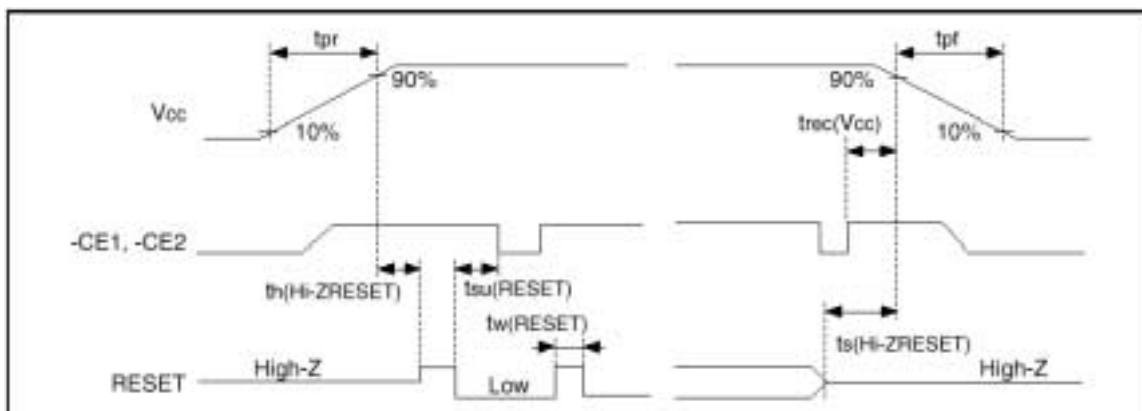 tpr
tpf
90%
90%
Vcc
trec(Vcc)
10%
10%
-CE1, -CE2
th(Hi-ZRESET)
tsu(RESET)
tw(RESET)
ts(Hi-ZRESET)
High-Z
High-Z
RESET
Low